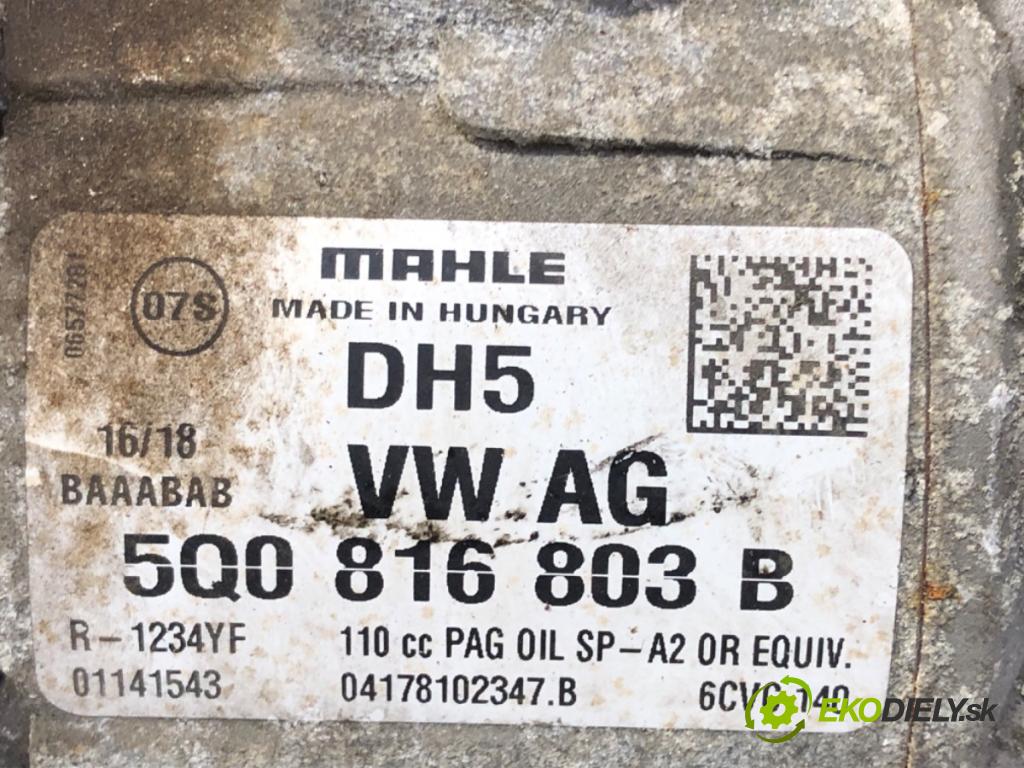 MAHLE
MADE IN HUNGARY
07S
DH5
16/18
BAAABAB
VW AG
5Q0 816 803 B
R-1234YF 110 cc PAG OIL SP-A2 OR EQUIV.
01141543 04178102347.B
EKODIELY.sk